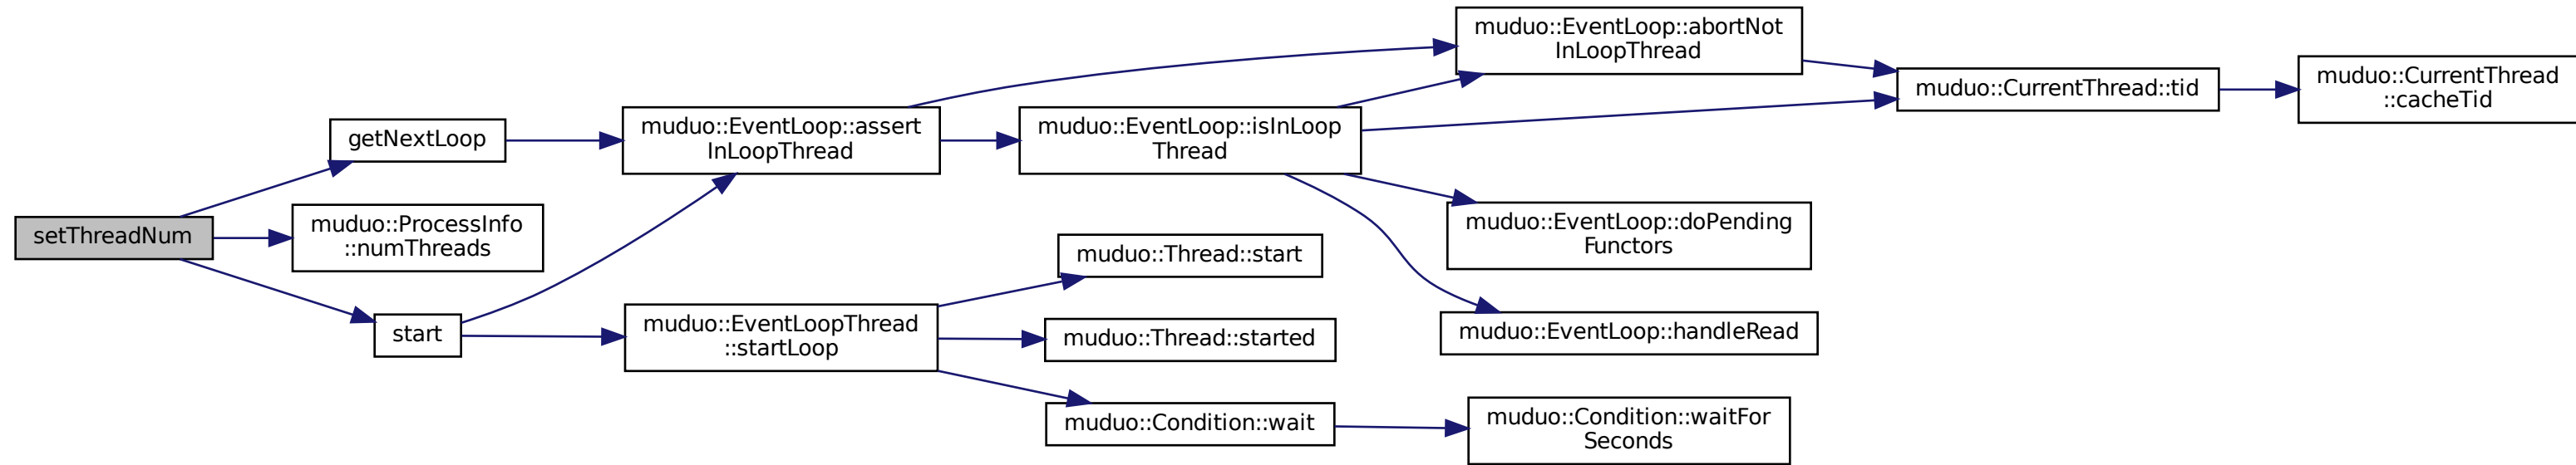 setThreadNum
getNextLoop
muduo::ProcessInfo
::numThreads
start
muduo::EventLoop::assert
InLoopThread
muduo::EventLoopThread
::startLoop
muduo::EventLoop::isInLoop
Thread
muduo::Thread::start
muduo::Thread::started
muduo::Condition::wait
muduo::EventLoop::abortNot
InLoopThread
muduo::EventLoop::doPending
Functors
muduo::EventLoop::handleRead
muduo::Condition::waitFor
Seconds
muduo::CurrentThread::tid
muduo::CurrentThread
::cacheTid